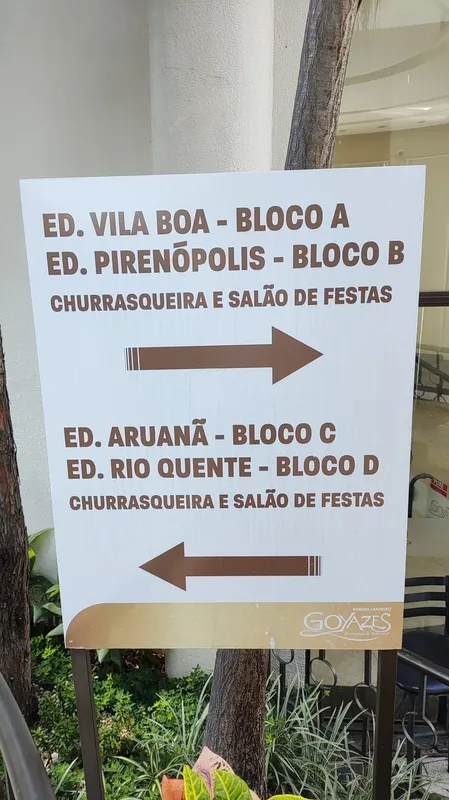 ED. VILA BOA - BLOCO A
ED. PIRENÓPOLIS - BLOCO B
CHURRASQUEIRA E SALÃO DE FESTAS
ED. ARUANÃ - BLOCO C
ED. RIO QUENTE - BLOCO D
CHURRASQUEIRA E SALÃO DE FESTAS
GOYAZES